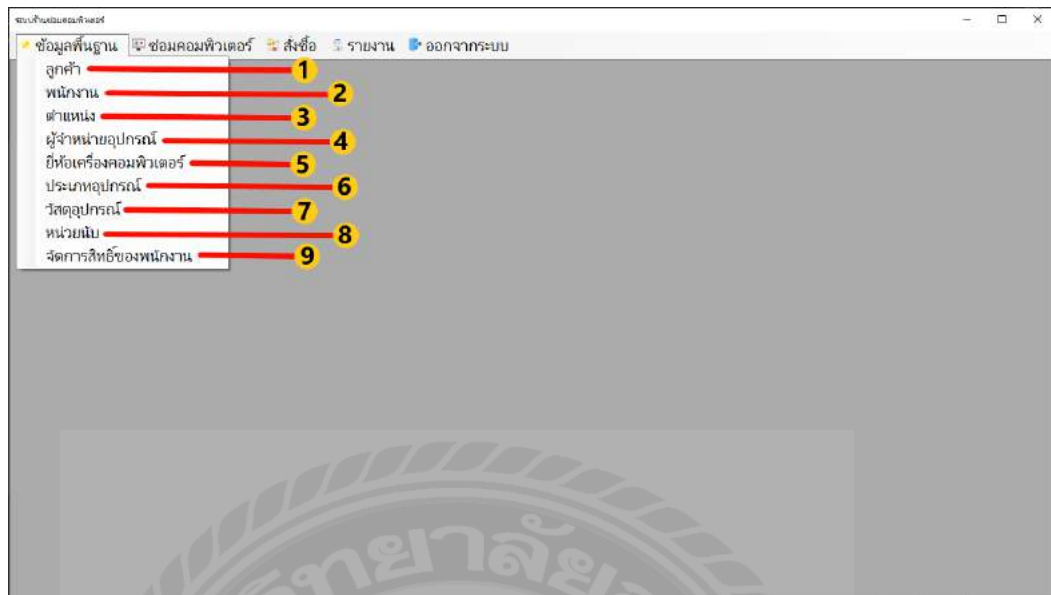 ระบบร้านซ่อมคอมพิวเตอร์
ข้อมูลพื้นฐาน ซ่อมคอมพิวเตอร์ สั่งซื้อ รายงาน ออกจากระบบ
ลูกค้า 1
พนักงาน 2
ตำแหน่ง 3
ผู้จำหน่ายอุปกรณ์ 4
ยี่ห้อเครื่องคอมพิวเตอร์ 5
ประเภทอุปกรณ์ 6
วัสดุอุปกรณ์ 7
หน่วยนับ 8
จัดการสิทธิ์ของพนักงาน 9